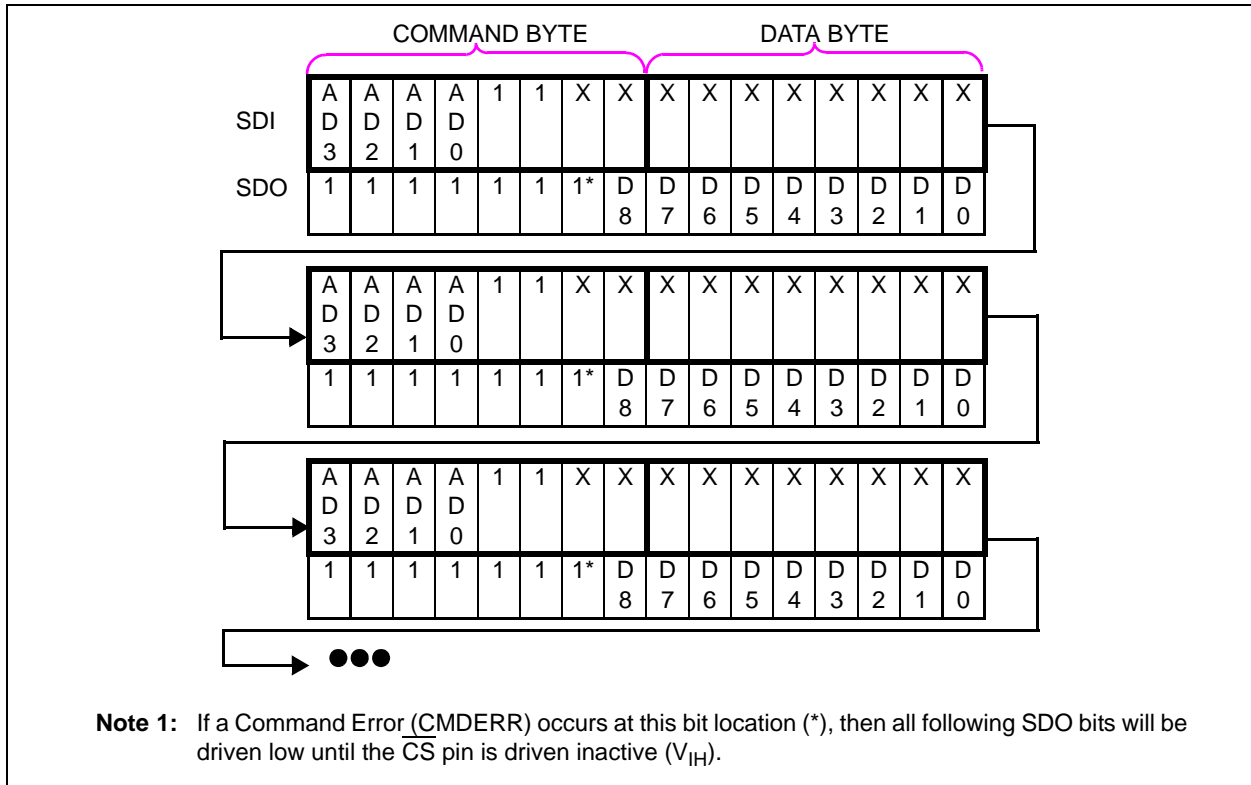 COMMAND BYTE DATA BYTE
SDI A A A A 1 1 X X X X X X X X X X
D D D D
3 2 1 0
SDO 1 1 1 1 1 1 1* D D D D D D D D D
8 7 6 5 4 3 2 1 0
A A A A 1 1 X X X X X X X X X X
D D D D
3 2 1 0
1 1 1 1 1 1 1* D D D D D D D D D
8 7 6 5 4 3 2 1 0
A A A A 1 1 X X X X X X X X X X
D D D D
3 2 1 0
1 1 1 1 1 1 1* D D D D D D D D D
8 7 6 5 4 3 2 1 0
Note 1: If a Command Error (CMDERR) occurs at this bit location (*), then all following SDO bits will be
driven low until the CS pin is driven inactive (VIH).